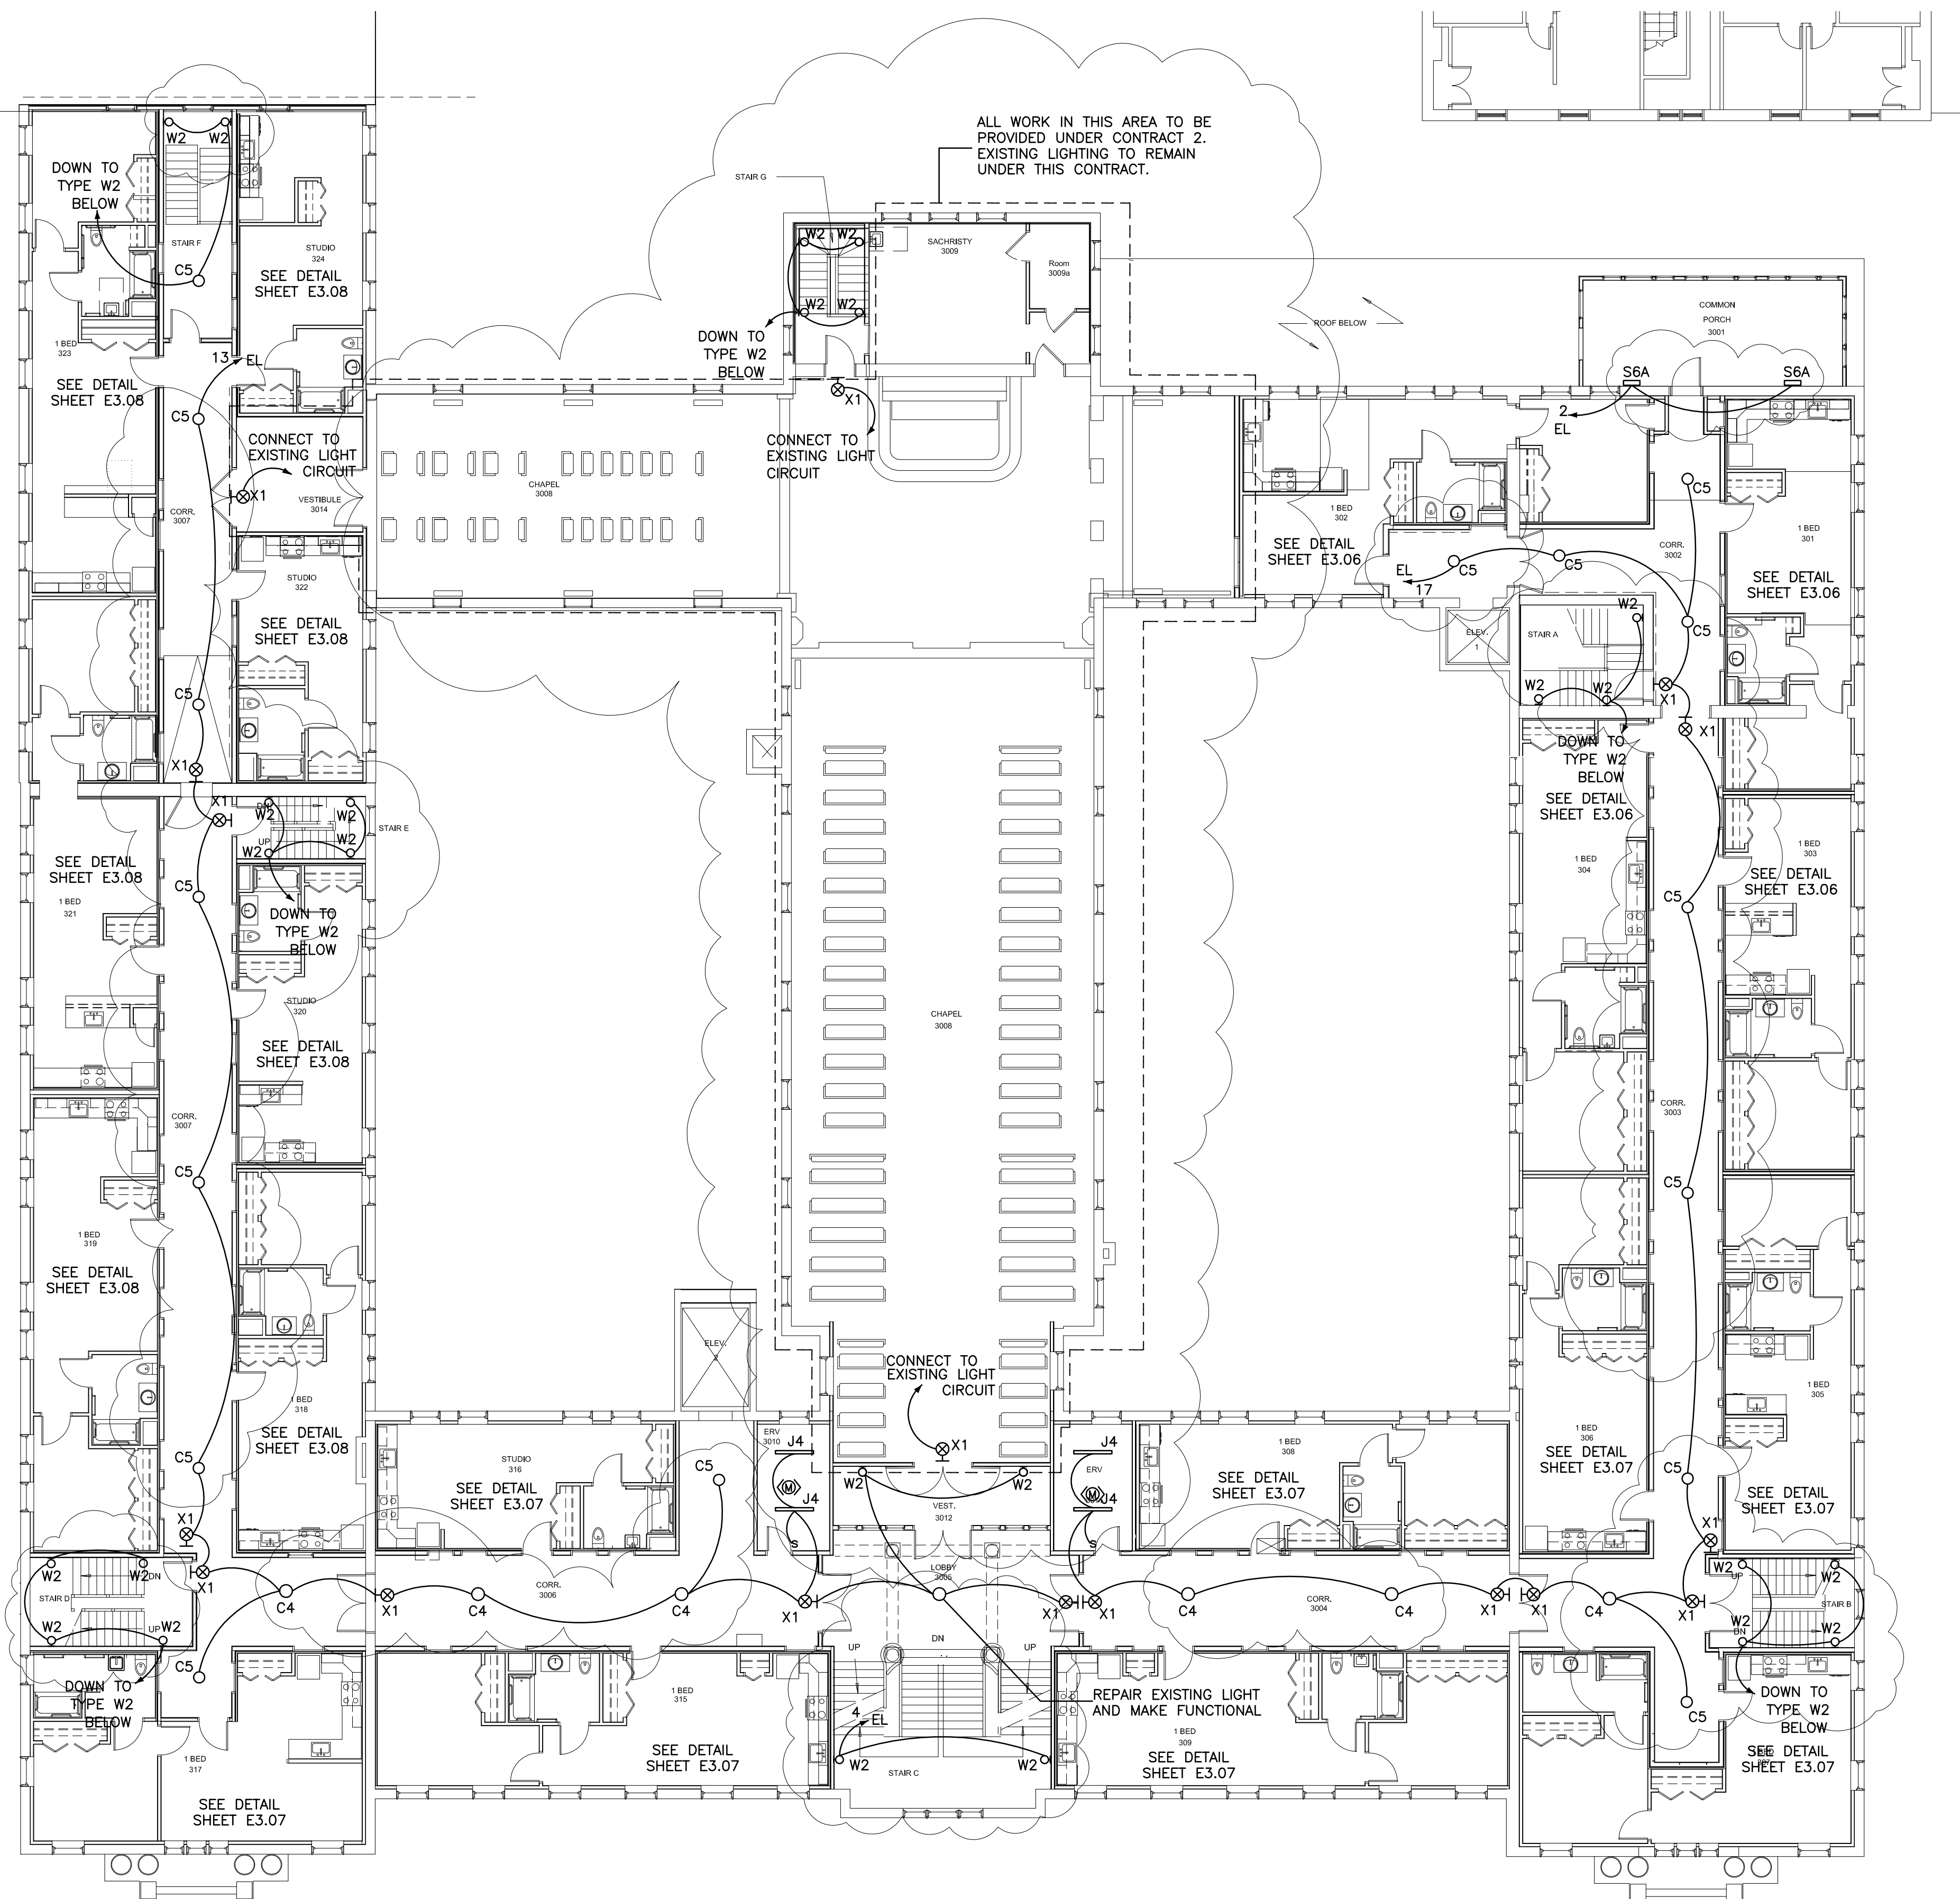 ALL WORK IN THIS AREA TO BE
PROVIDED UNDER CONTRACT 2.
EXISTING LIGHTING TO REMAIN
UNDER THIS CONTRACT.
W2
W2
DOWN TO
TYPE W2
BELOW
STAIR F
C5
STUDIO
324
SEE DETAIL
SHEET E3.08
1 BED
323
SEE DETAIL
SHEET E3.08
13
EL
C5
CONNECT TO
EXISTING LIGHT
CIRCUIT
X1
VESTIBULE
3014
CORR.
3007
STUDIO
322
SEE DETAIL
SHEET E3.08
C5
X1
X1
STAIR G
W2
W2
W2
W2
SACHRISTY
3009
Room
3009a
DOWN TO
TYPE W2
BELOW
X1
CONNECT TO
EXISTING LIGHT
CIRCUIT
CHAPEL
3008
ROOF BELOW
COMMON
PORCH
3001
S6A
S6A
2
EL
C5
1 BED
302
SEE DETAIL
SHEET E3.06
EL
17
C5
C5
CORR.
3002
1 BED
301
SEE DETAIL
SHEET E3.06
C5
ELEV.
1
STAIR A
W2
W2
W2
X1
X1
DOWN TO
TYPE W2
BELOW
SEE DETAIL
SHEET E3.06
1 BED
304
1 BED
303
SEE DETAIL
SHEET E3.06
C5
DN
W2
W2
UP
W2
STAIR E
SEE DETAIL
SHEET E3.08
1 BED
321
C5
DOWN TO
TYPE W2
BELOW
STUDIO
320
SEE DETAIL
SHEET E3.08
CHAPEL
3008
CORR.
3007
C5
CORR.
3003
C5
1 BED
319
SEE DETAIL
SHEET E3.08
1 BED
318
SEE DETAIL
SHEET E3.08
C5
ELEV.
2
CONNECT TO
EXISTING LIGHT
CIRCUIT
X1
1 BED
305
SEE DETAIL
SHEET E3.07
1 BED
306
SEE DETAIL
SHEET E3.07
C5
STUDIO
316
SEE DETAIL
SHEET E3.07
C5
ERV
3010
J4
M
J4
S
W2
W2
VEST.
3012
J4
ERV
M
J4
S
1 BED
308
SEE DETAIL
SHEET E3.07
X1
X1
W2
W2
DN
STAIR D
W2
UP
W2
C4
X1
C4
CORR.
3006
C4
X1
LOBBY
3005
X1
X1
C4
CORR.
3004
C4
X1
X1
C4
X1
X1
W2
UP
W2
STAIR B
W2
DN
W2
C5
DOWN TO
TYPE W2
BELOW
1 BED
317
SEE DETAIL
SHEET E3.07
1 BED
315
SEE DETAIL
SHEET E3.07
UP
DN
UP
4
EL
W2
W2
STAIR C
REPAIR EXISTING LIGHT
AND MAKE FUNCTIONAL
1 BED
309
SEE DETAIL
SHEET E3.07
C5
DOWN TO
TYPE W2
BELOW
SEE DETAIL
SHEET E3.07